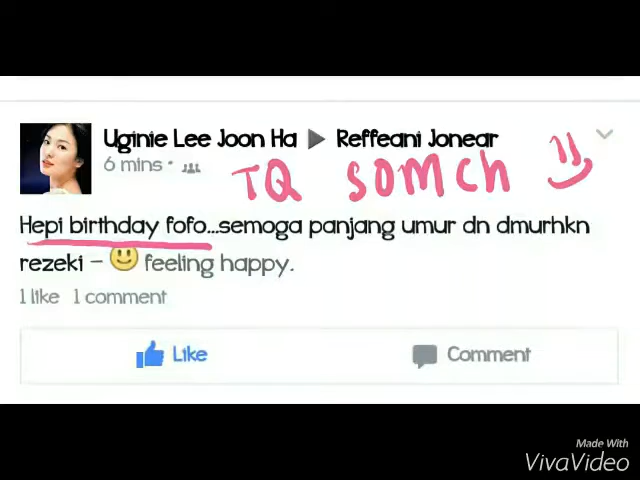 Uginie Lee Joon Ha ▶ Reffeani Jonear
6 mins ·
TQ SOMCH =)
Hepi birthday fofo...semoga panjang umur dn dmurhkn
rezeki – 🙂 feeling happy.
1 like 1 comment
Like Comment
Made With
VivaVideo